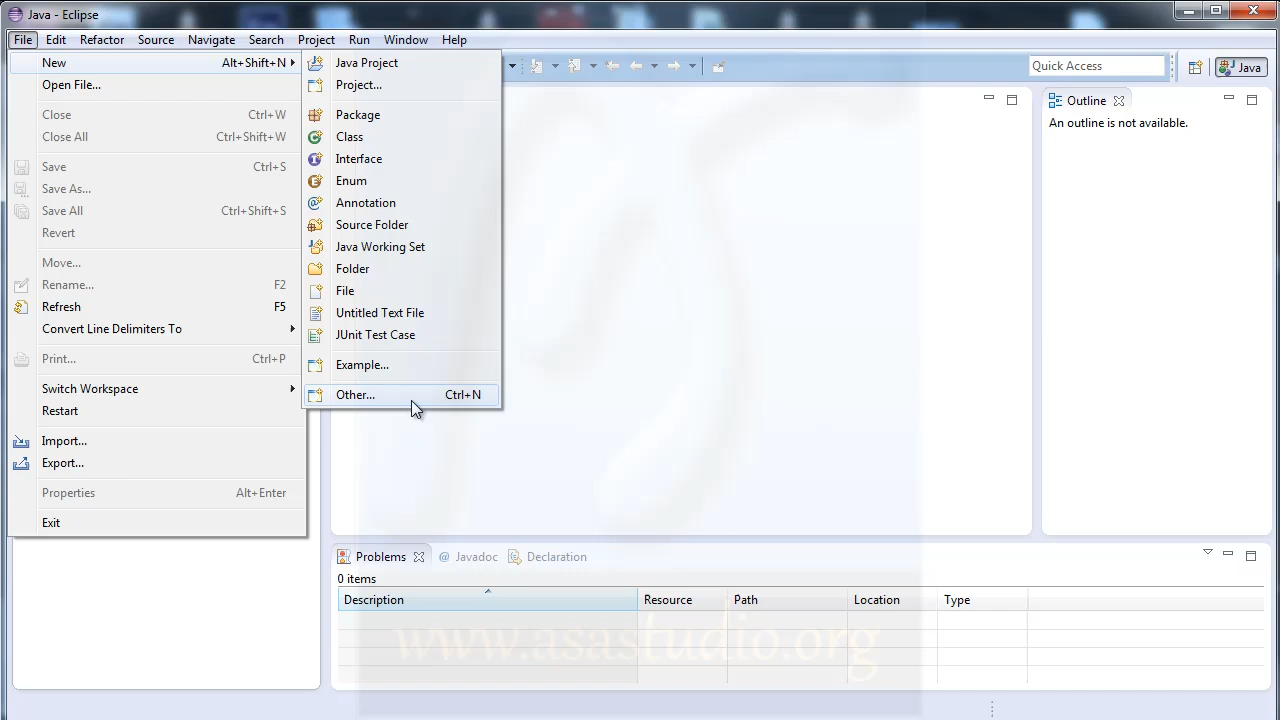 Java - Eclipse
File Edit Refactor Source Navigate Search Project Run Window Help
New Alt+Shift+N
Open File...
Close Ctrl+W
Close All Ctrl+Shift+W
Save Ctrl+S
Save As...
Save All Ctrl+Shift+S
Revert
Move...
Rename... F2
Refresh F5
Convert Line Delimiters To
Print... Ctrl+P
Switch Workspace
Restart
Import...
Export...
Properties Alt+Enter
Exit
Java Project
Project...
Package
Class
Interface
Enum
Annotation
Source Folder
Java Working Set
Folder
File
Untitled Text File
JUnit Test Case
Example...
Other... Ctrl+N
Quick Access
Java
Outline
An outline is not available.
Problems @ Javadoc Declaration
0 items
Description Resource Path Location Type
www.asastudio.org